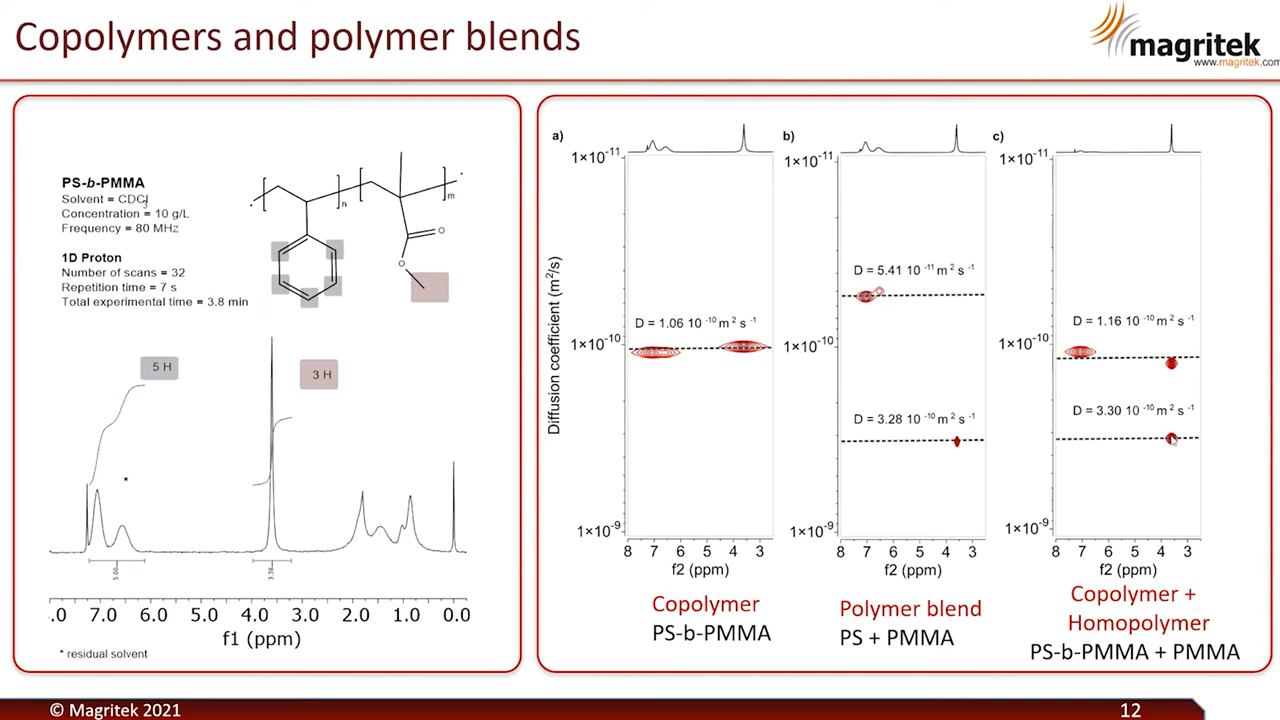 Copolymers and polymer blends
magritek
www.magritek.com
PS-b-PMMA
Solvent = CDCl3
Concentration = 10 g/L
Frequency = 80 MHz
1D Proton
Number of scans = 32
Repetition time = 7 s
Total experimental time = 3.8 min
n
m
O
O
5 H
3 H
*
5.00
.0 7.0 6.0 5.0 4.0 3.0 2.0 1.0 0.0
f1 (ppm)
* residual solvent
a)
b)
c)
Diffusion coefficient (m2/s)
1×10-11
1×10-10
1×10-9
D = 1.06 10 -10 m 2 s -1
8 7 6 5 4 3
f2 (ppm)
Copolymer
PS-b-PMMA
1×10-11
1×10-10
1×10-9
D = 5.41 10 -11 m 2 s -1
D = 3.28 10 -10 m 2 s -1
8 7 6 5 4 3
f2 (ppm)
Polymer blend
PS + PMMA
1×10-11
1×10-10
1×10-9
D = 1.16 10 -10 m 2 s -1
D = 3.30 10 -10 m 2 s -1
8 7 6 5 4 3
f2 (ppm)
Copolymer +
Homopolymer
PS-b-PMMA + PMMA
© Magritek 2021
12